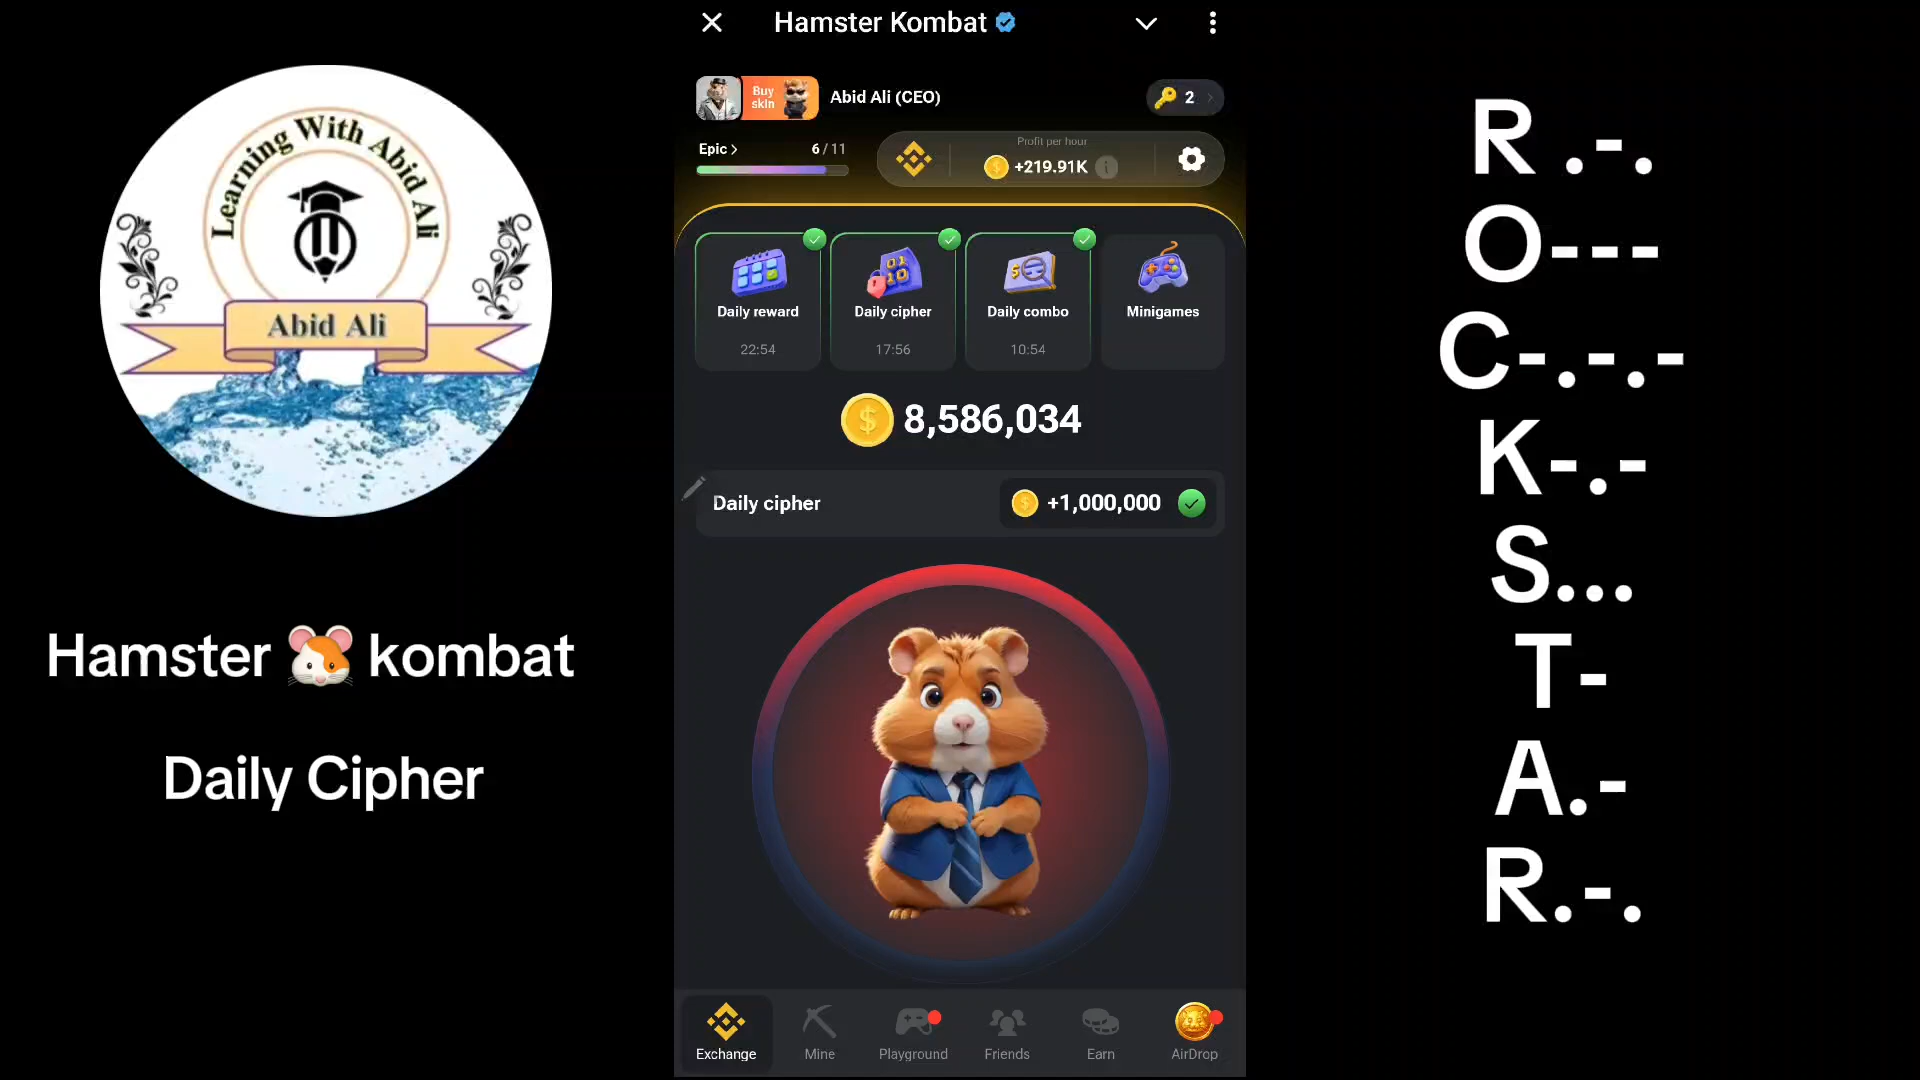 Learning With Abid Ali
Abid Ali
Hamster 🐹 kombat
Daily Cipher
Hamster Kombat
Buy
skin
Abid Ali (CEO)
2
Epic
6 / 11
Profit per hour
+219.91K
Daily reward
22:54
Daily cipher
17:56
Daily combo
10:54
Minigames
8,586,034
Daily cipher
+1,000,000
Exchange
Mine
Playground
Friends
Earn
AirDrop
R .-.
O---
C-.-.-
K-.-
S...
T-
A.-
R.-.